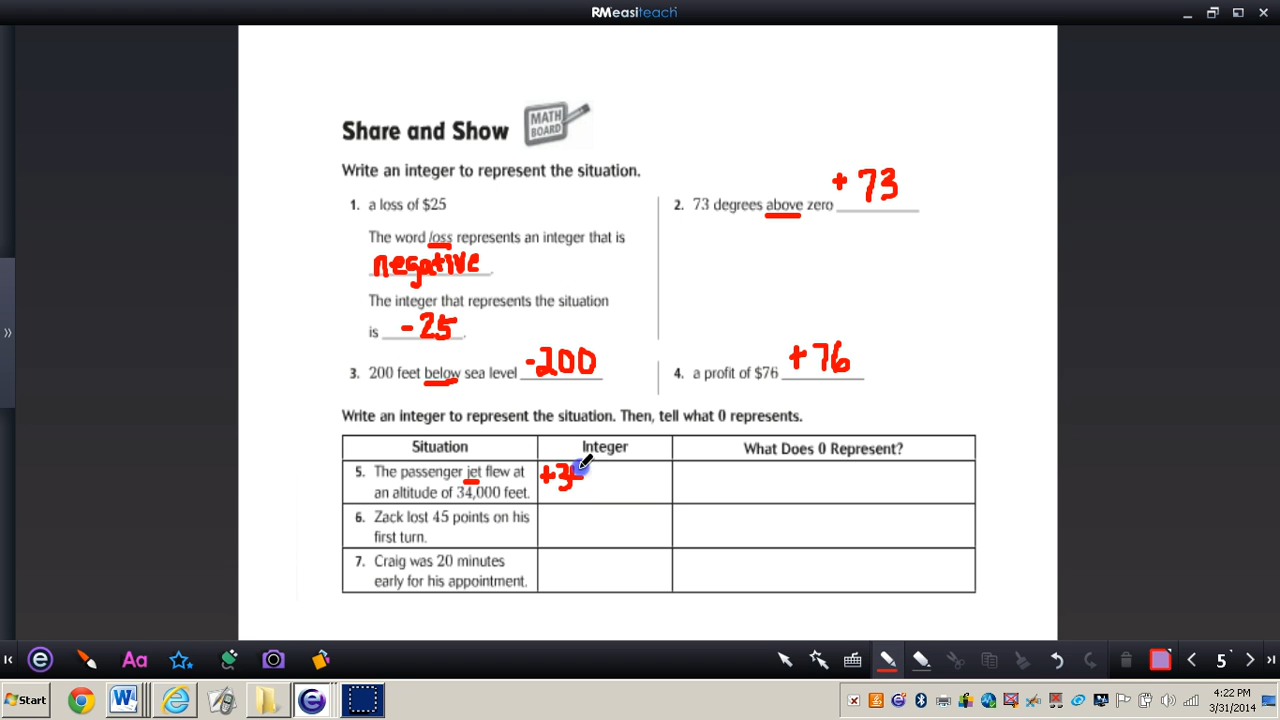 RMeasiteach
Share and Show
MATH
BOARD
Write an integer to represent the situation.
1. a loss of $25
The word loss represents an integer that is
negative.
The integer that represents the situation
is -25.
2. 73 degrees above zero +73
3. 200 feet below sea level -200
4. a profit of $76 +76
Write an integer to represent the situation. Then, tell what 0 represents.
Situation Integer What Does 0 Represent?
5. The passenger jet flew at
an altitude of 34,000 feet.
+3
6. Zack lost 45 points on his
first turn.
7. Craig was 20 minutes
early for his appointment.
Aa
5
Start
4:22 PM
3/31/2014